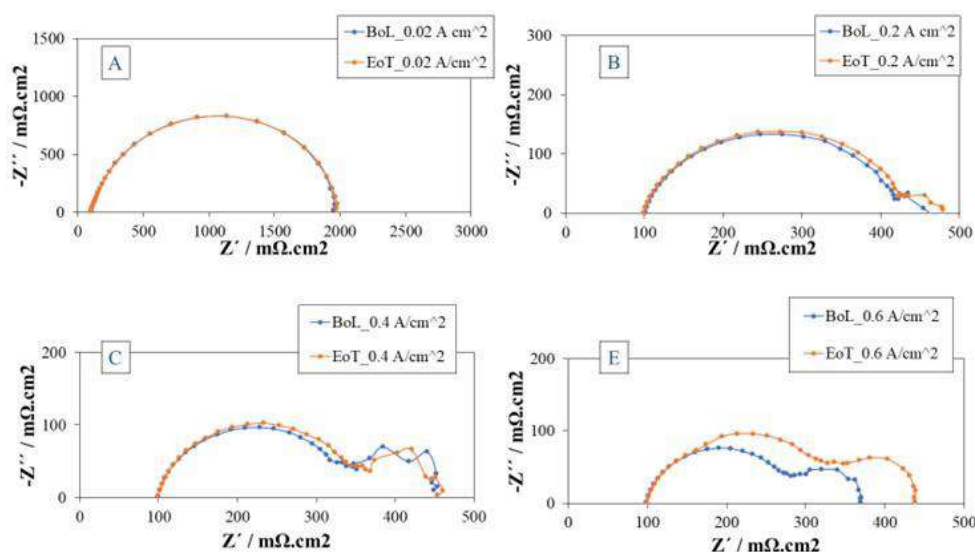 A
BoL_0.02 A cm^2
EoT_0.02 A/cm^2
-Z´´ / mΩ.cm2
1500
1000
500
0
0 500 1000 1500 2000 2500 3000
Z´ / mΩ.cm2
B
BoL_0.2 A cm^2
EoT_0.2 A/cm^2
-Z´´ / mΩ.cm2
300
200
100
0
0 100 200 300 400 500
Z´ / mΩ.cm2
C
BoL_0.4 A/cm^2
EoT_0.4 A/cm^2
-Z´´ / mΩ.cm2
200
100
0
0 100 200 300 400 500
Z´ / mΩ.cm2
E
BoL_0.6 A/cm^2
EoT_0.6 A/cm^2
-Z´´ / mΩ.cm2
200
100
0
0 100 200 300 400 500
Z´ / mΩ.cm2